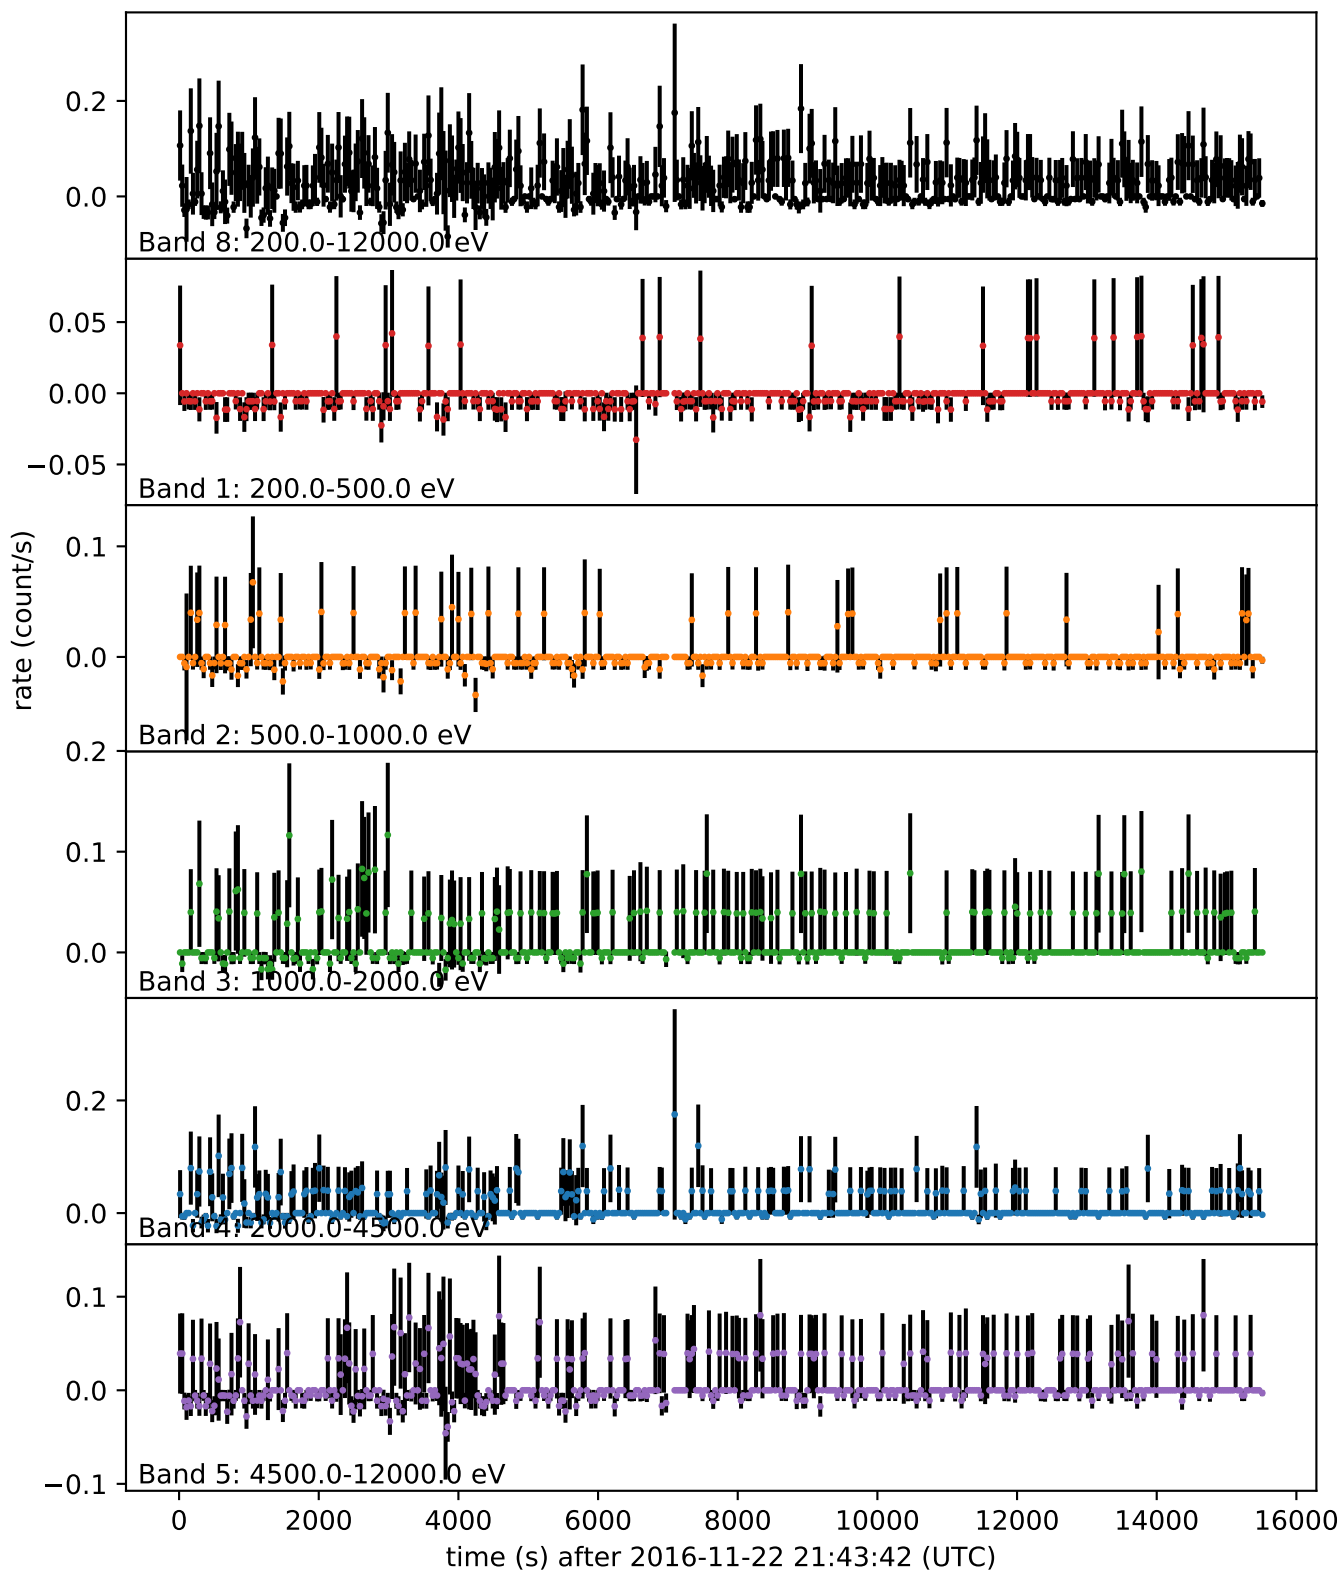 0.2
0.0
Band 8: 200.0-12000.0 eV
0.05
0.00
−0.05
Band 1: 200.0-500.0 eV
rate (count/s)
0.1
0.0
Band 2: 500.0-1000.0 eV
0.2
0.1
0.0
Band 3: 1000.0-2000.0 eV
0.2
0.0
Band 4: 2000.0-4500.0 eV
0.1
0.0
−0.1
Band 5: 4500.0-12000.0 eV
0 2000 4000 6000 8000 10000 12000 14000 16000
time (s) after 2016-11-22 21:43:42 (UTC)